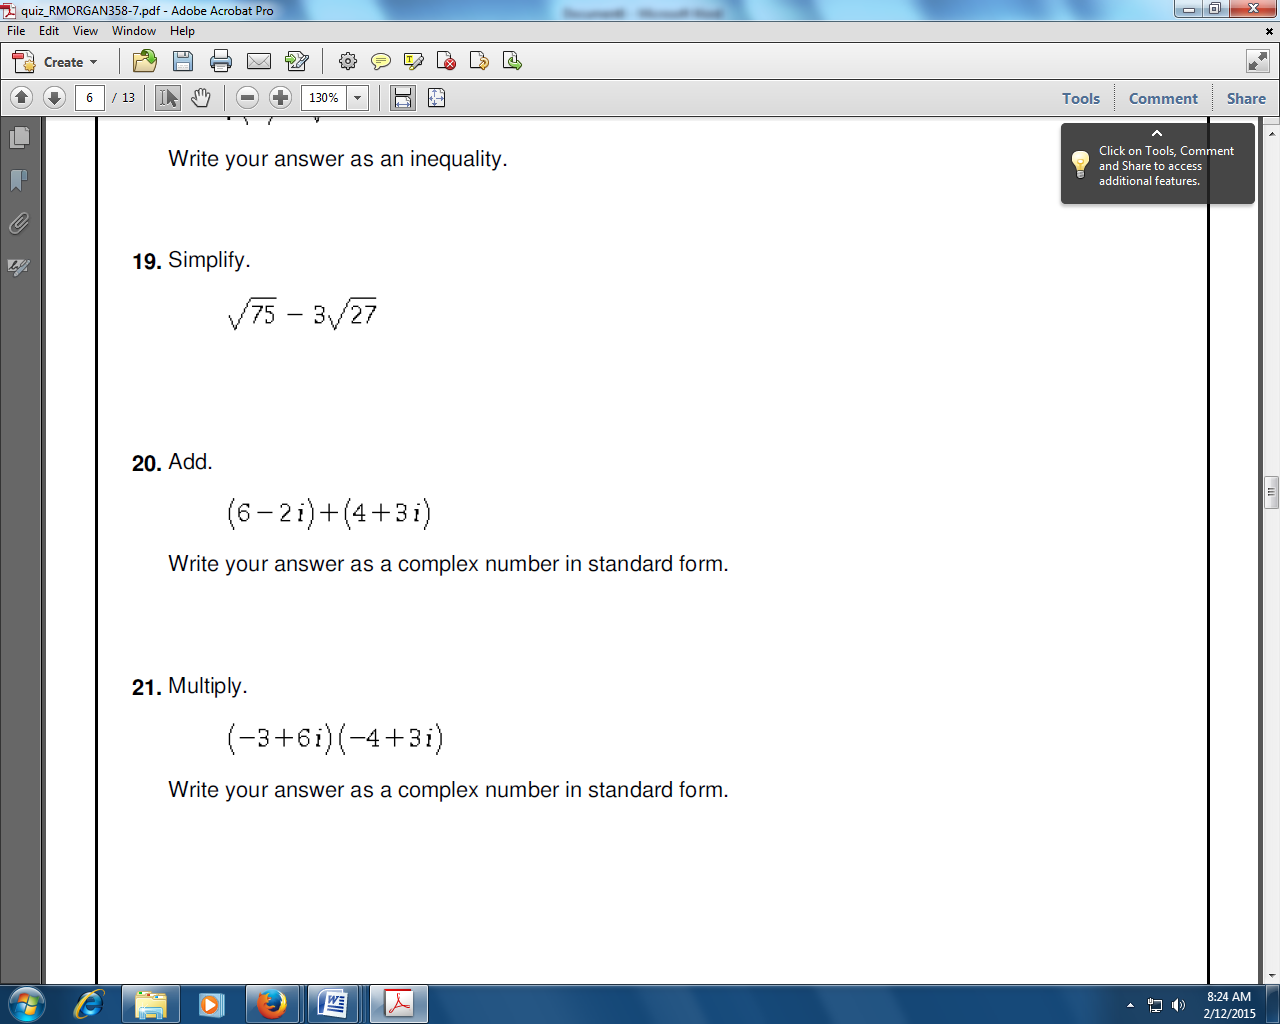 quiz_RMORGAN358-7.pdf - Adobe Acrobat Pro
File Edit View Window Help
Create
6 / 13 130% Tools Comment Share
Click on Tools, Comment
and Share to access
additional features.
Write your answer as an inequality.
19. Simplify.
√75 − 3√27
20. Add.
(6 − 2i) + (4 + 3i)
Write your answer as a complex number in standard form.
21. Multiply.
(−3 + 6i)(−4 + 3i)
Write your answer as a complex number in standard form.
8:24 AM
2/12/2015